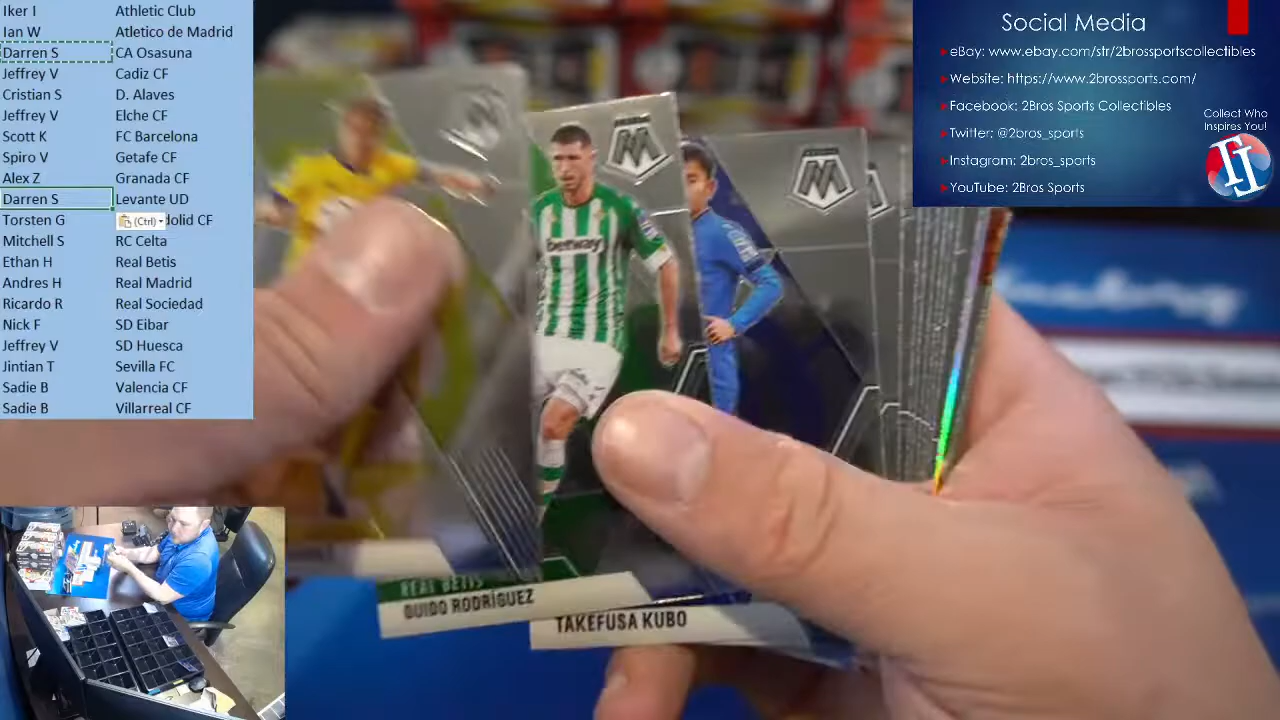 Iker I Athletic Club
Ian W Atletico de Madrid
Darren S CA Osasuna
Jeffrey V Cadiz CF
Cristian S D. Alaves
Jeffrey V Elche CF
Scott K FC Barcelona
Spiro V Getafe CF
Alex Z Granada CF
Darren S Levante UD
Torsten G (Ctrl) dolid CF
Mitchell S RC Celta
Ethan H Real Betis
Andres H Real Madrid
Ricardo R Real Sociedad
Nick F SD Eibar
Jeffrey V SD Huesca
Jintian T Sevilla FC
Sadie B Valencia CF
Sadie B Villarreal CF
Social Media
eBay: www.ebay.com/str/2brossportscollectibles
Website: https://www.2brossports.com/
Facebook: 2Bros Sports Collectibles
Twitter: @2bros_sports
Instagram: 2bros_sports
YouTube: 2Bros Sports
Collect Who
Inspires You!
betway
REAL BETIS
GUIDO RODRÍGUEZ
TAKEFUSA KUBO